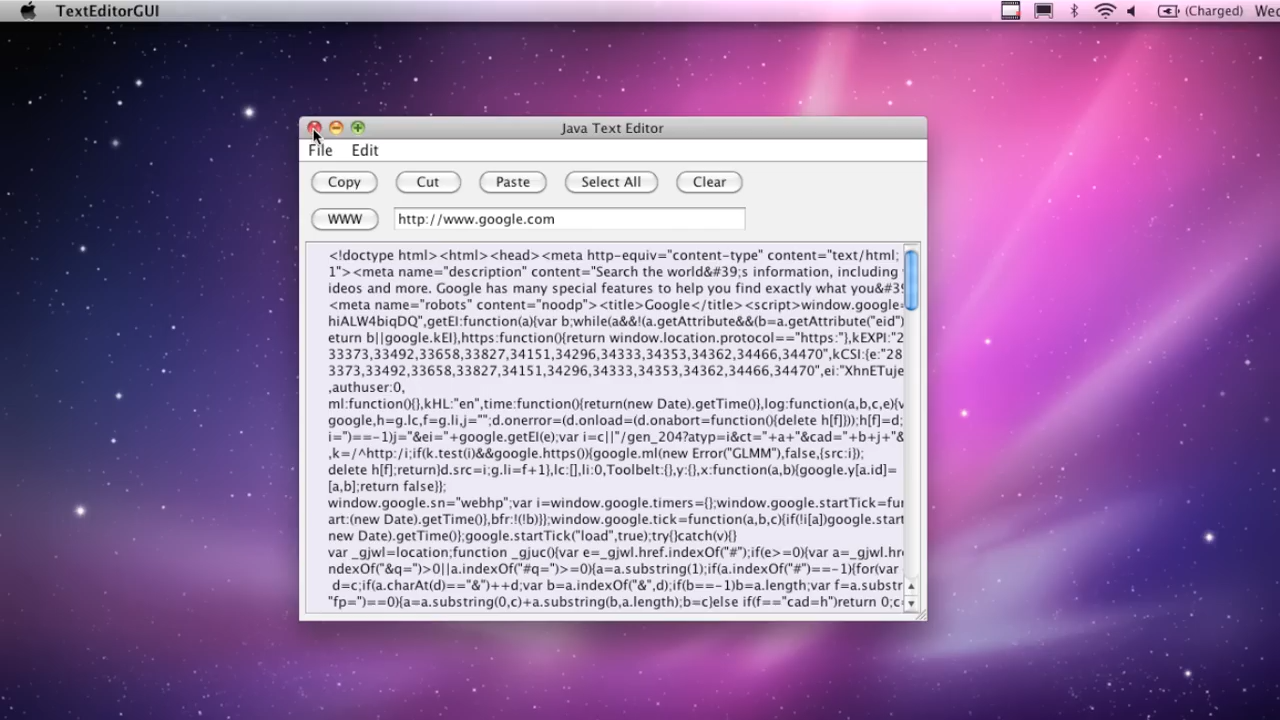 TextEditorGUI
(Charged)
Wed
Java Text Editor
File Edit
Copy Cut Paste Select All Clear
WWW http://www.google.com
<!doctype html><html><head><meta http-equiv="content-type" content="text/html;
1"><meta name="description" content="Search the world&#39;s information, including
ideos and more. Google has many special features to help you find exactly what you&#39
<meta name="robots" content="noodp"><title>Google</title><script>window.google=
hiALW4biqDQ",getEI:function(a){var b;while(a&&!(a.getAttribute&&(b=a.getAttribute("eid")
eturn b||google.kEI},https:function(){return window.location.protocol=="https:"},kEXPI:"2
33373,33492,33658,33827,34151,34296,34333,34353,34362,34466,34470",kCSI:{e:"28
3373,33492,33658,33827,34151,34296,34333,34353,34362,34466,34470",ei:"XhnETuje
,authuser:0,
ml:function(){},kHL:"en",time:function(){return(new Date).getTime()},log:function(a,b,c,e){v
google,h=g.lc,f=g.li,j="";d.onerror=(d.onload=(d.onabort=function(){delete h[f]}));h[f]=d;
i=")==-1)j="&ei="+google.getEI(e);var i=c||"/gen_204?atyp=i&ct="+a+"&cad="+b+j+"&
,k=/^http:/i;if(k.test(i)&&google.https()){google.ml(new Error("GLMM"),false,{src:i});
delete h[f];return}d.src=i;g.li=f+1},lc:[],li:0,Toolbelt:{},y:{},x:function(a,b){google.y[a.id]=
[a,b];return false}};
window.google.sn="webhp";var i=window.google.timers={};window.google.startTick=fun
art:(new Date).getTime()},bfr:!(!b)}};window.google.tick=function(a,b,c){if(!i[a])google.start
new Date).getTime()};google.startTick("load",true);try{}catch(v){}
var _gjwl=location;function _gjuc(){var e=_gjwl.href.indexOf("#");if(e>=0){var a=_gjwl.hre
ndexOf("&q=")>0||a.indexOf("#q=")>=0){a=a.substring(1);if(a.indexOf("#")==-1){for(var
d=c;if(a.charAt(d)=="&")++d;var b=a.indexOf("&",d);if(b==-1)b=a.length;var f=a.substr
"fp=")==0){a=a.substring(0,c)+a.substring(b,a.length);b=c}else if(f=="cad=h")return 0;c=